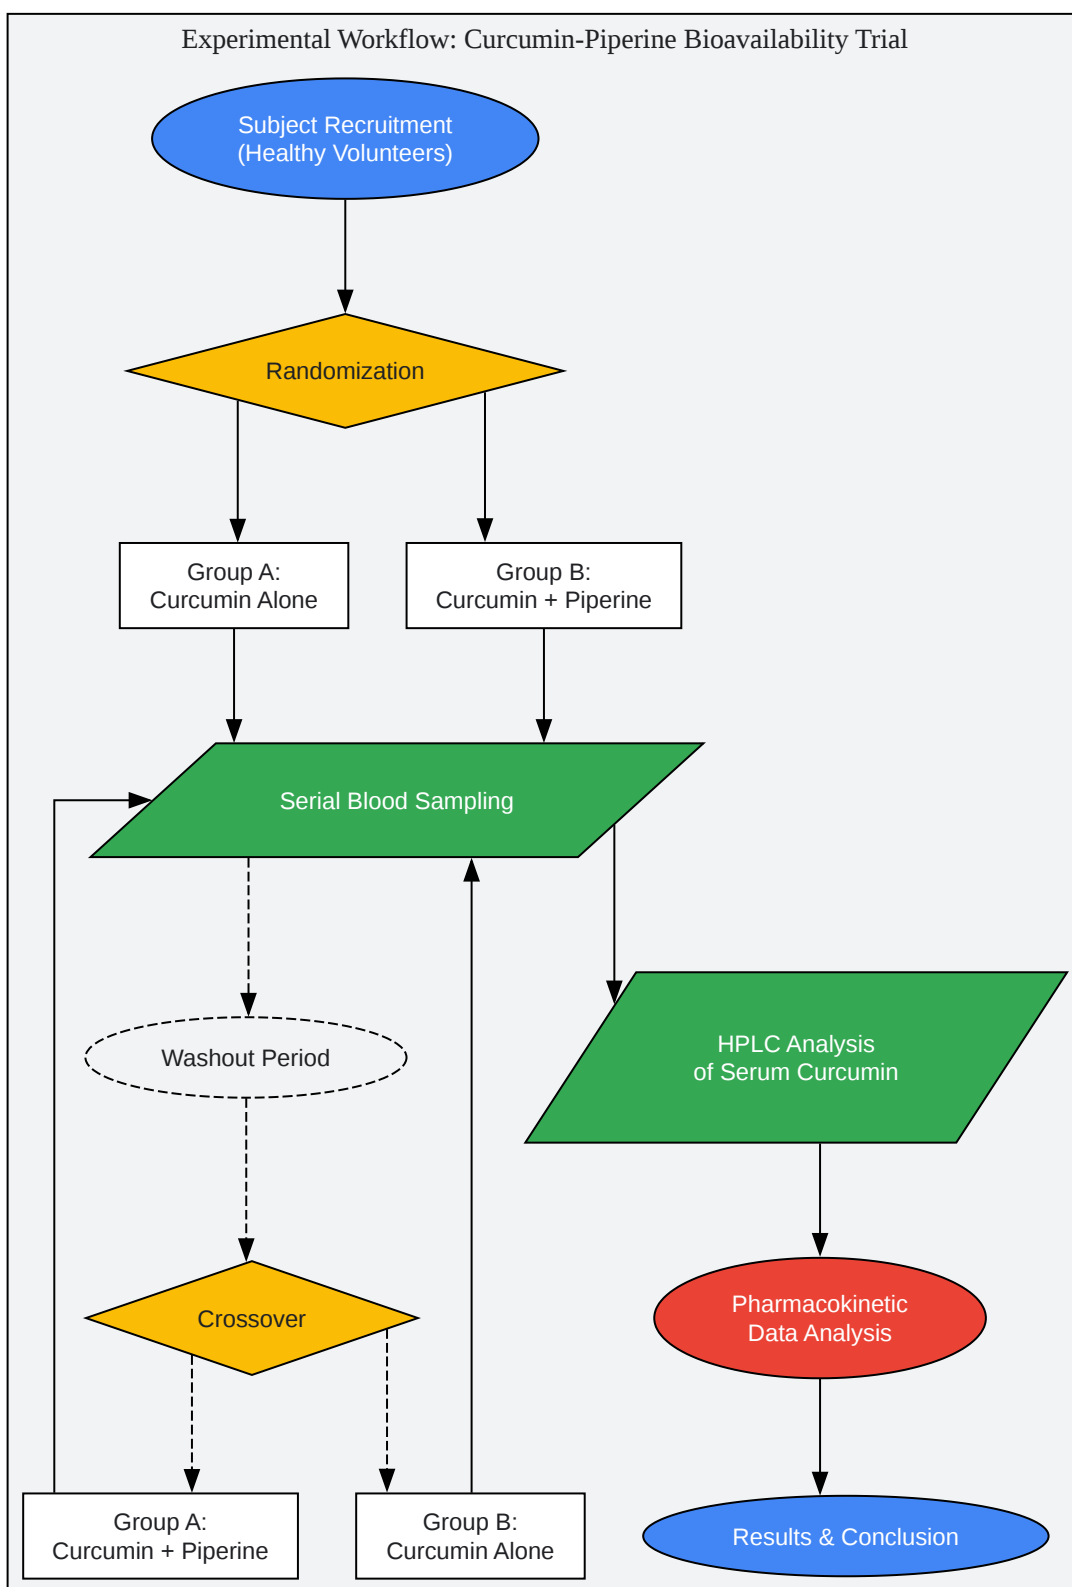 Experimental Workflow: Curcumin-Piperine Bioavailability Trial
Subject Recruitment
(Healthy Volunteers)
Randomization
Group A:
Curcumin Alone
Group B:
Curcumin + Piperine
Serial Blood Sampling
Washout Period
HPLC Analysis
of Serum Curcumin
Crossover
Pharmacokinetic
Data Analysis
Group A:
Curcumin + Piperine
Group B:
Curcumin Alone
Results & Conclusion